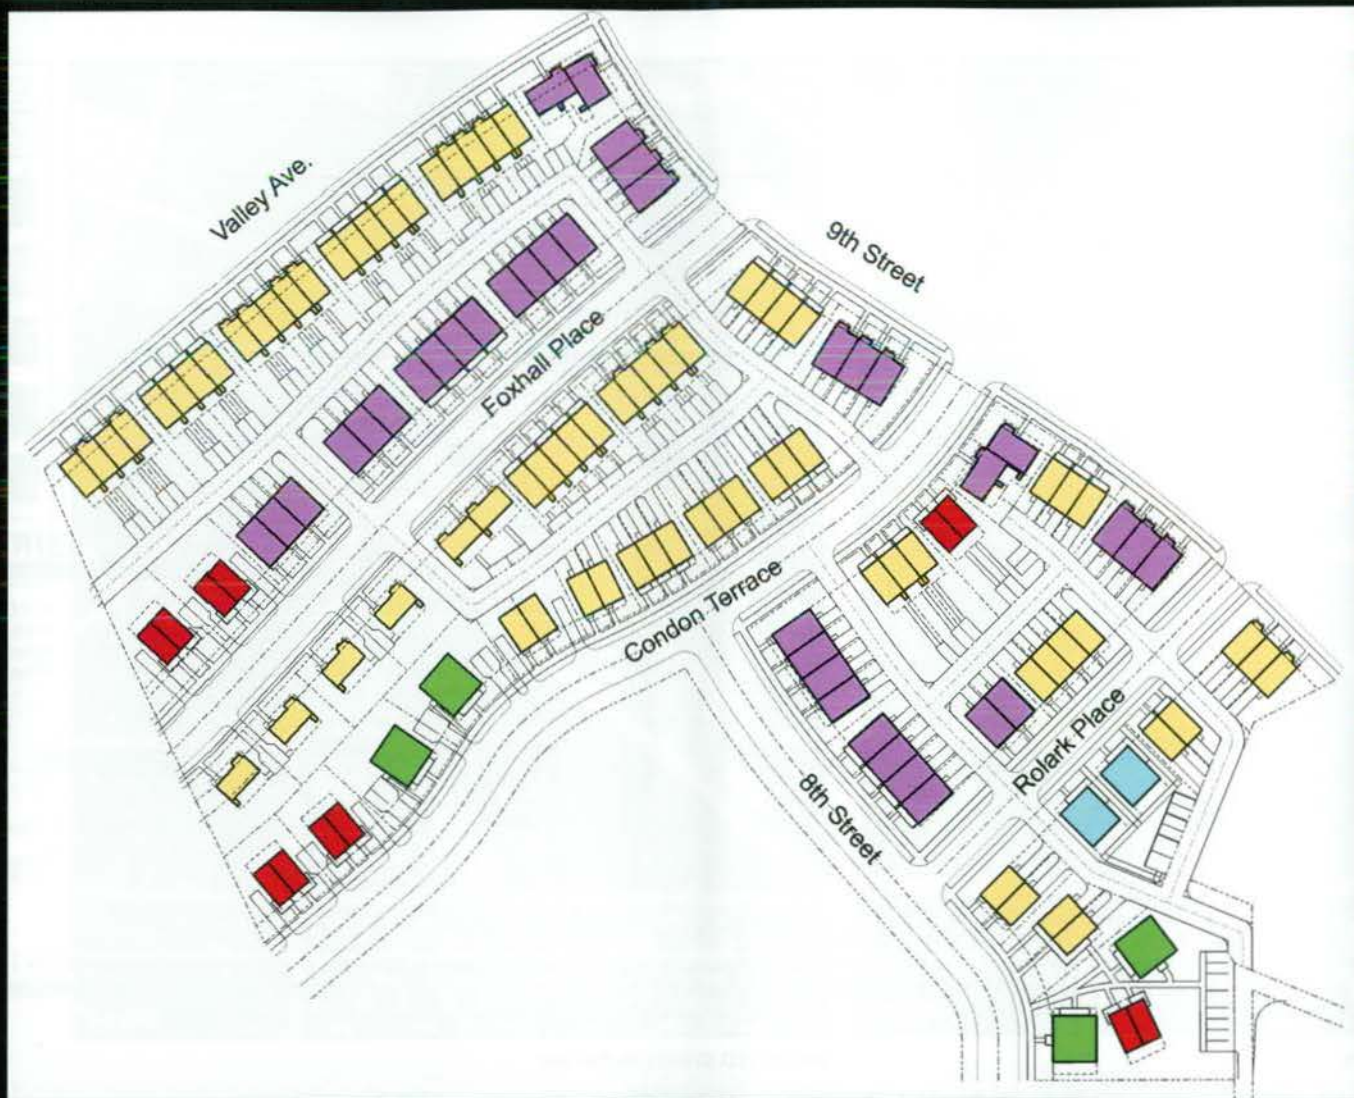 Valley Ave.
9th Street
Foxhall Place
Condon Terrace
Rolark Place
8th Street